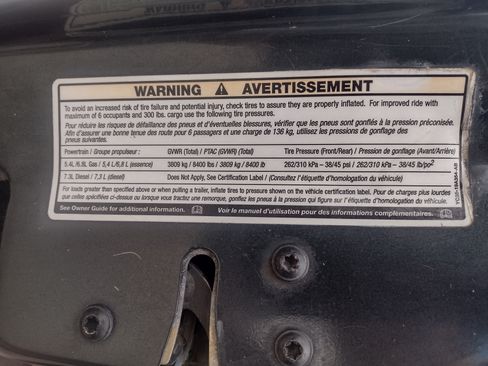 WARNING ⚠ AVERTISSEMENT
To avoid an increased risk of tire failure and potential injury, check tires to assure they are properly inflated. For improved ride with
maximum of 6 occupants and 300 lbs. cargo use the following tire pressures.
Pour réduire les risques de défaillance des pneus et d'éventuelles blessures, vérifier que les pneus sont gonflés à la pression préconisée.
Afin d'assurer une bonne tenue pour 6 passagers et une charge de 136 kg, utilisez les pressions de gonflage des
pneus suivantes.
Powertrain / Groupe propulseur : GVWR (Total) / PTAC (GVWR) (Total) Tire Pressure (Front/Rear) / Pression de gonflage (Avant/Arrière)
5.4L /6.8L Gas / 5,4 L/6,8 L (essence) 3809 kg / 8400 lbs / 3809 kg / 8400 lb 262/310 kPa – 38/45 psi / 262/310 kPa – 38/45 lb/po²
7.3L Diesel / 7,3 L (diesel) Does Not Apply, See Certification Label / (Consultez l'étiquette d'homologation du véhicule.)
For loads greater than specified above or when pulling a trailer, inflate tires to pressure shown on the vehicle certification label. Pour de charges plus lourdes
que celles spécifiées ci-dessus ou lorsque vous remorquez, gonflez les pneus à la pression qui figure sur l'étiquette d'homologation du véhicule.
See Owner Guide for additional information. Voir le manuel d'utilisation pour des informations complémentaires.